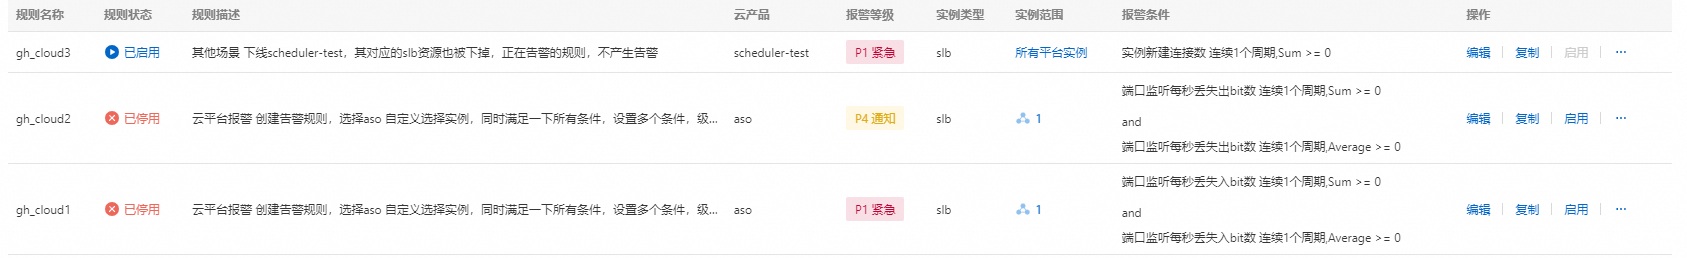 规则名称 规则状态 规则描述 云产品 报警等级 实例类型 实例范围 报警条件 操作
gh_cloud3 已启用 其他场景 下线scheduler-test，其对应的slb资源也被下掉，正在告警的规则，不产生告警 scheduler-test P1 紧急 slb 所有平台实例 实例新建连接数 连续1个周期,Sum >= 0 编辑 复制 启用 ...
端口监听每秒丢失出bit数 连续1个周期,Sum >= 0
gh_cloud2 已停用 云平台报警 创建告警规则，选择aso 自定义选择实例，同时满足一下所有条件，设置多个条件，级... aso P4 通知 slb 1 and 编辑 复制 启用 ...
端口监听每秒丢失出bit数 连续1个周期,Average >= 0
端口监听每秒丢失入bit数 连续1个周期,Sum >= 0
gh_cloud1 已停用 云平台报警 创建告警规则，选择aso 自定义选择实例，同时满足一下所有条件，设置多个条件，级... aso P1 紧急 slb 1 and 编辑 复制 启用 ...
端口监听每秒丢失入bit数 连续1个周期,Average >= 0